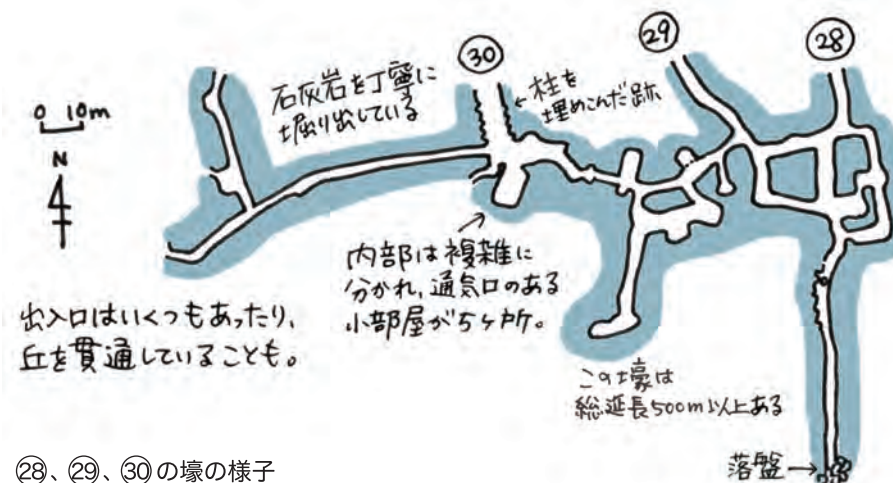 ㉚
㉙
㉘
石灰岩を丁寧に
堀り出している
←柱を
埋めこんだ跡
0 10m
N
内部は複雑に
分かれ、通気口のある
小部屋が5ヶ所。
出入口はいくつもあったり、
丘を貫通していることも。
この壕は
総延長500m以上ある
落盤→
㉘、㉙、㉚の壕の様子